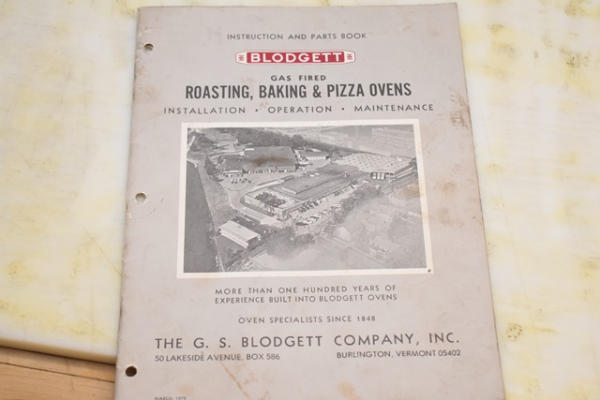 INSTRUCTION AND PARTS BOOK
BLODGETT
GAS FIRED
ROASTING, BAKING & PIZZA OVENS
INSTALLATION • OPERATION • MAINTENANCE
MORE THAN ONE HUNDRED YEARS OF
EXPERIENCE BUILT INTO BLODGETT OVENS
OVEN SPECIALISTS SINCE 1848
THE G. S. BLODGETT COMPANY, INC.
50 LAKESIDE AVENUE, BOX 586 BURLINGTON, VERMONT 05402